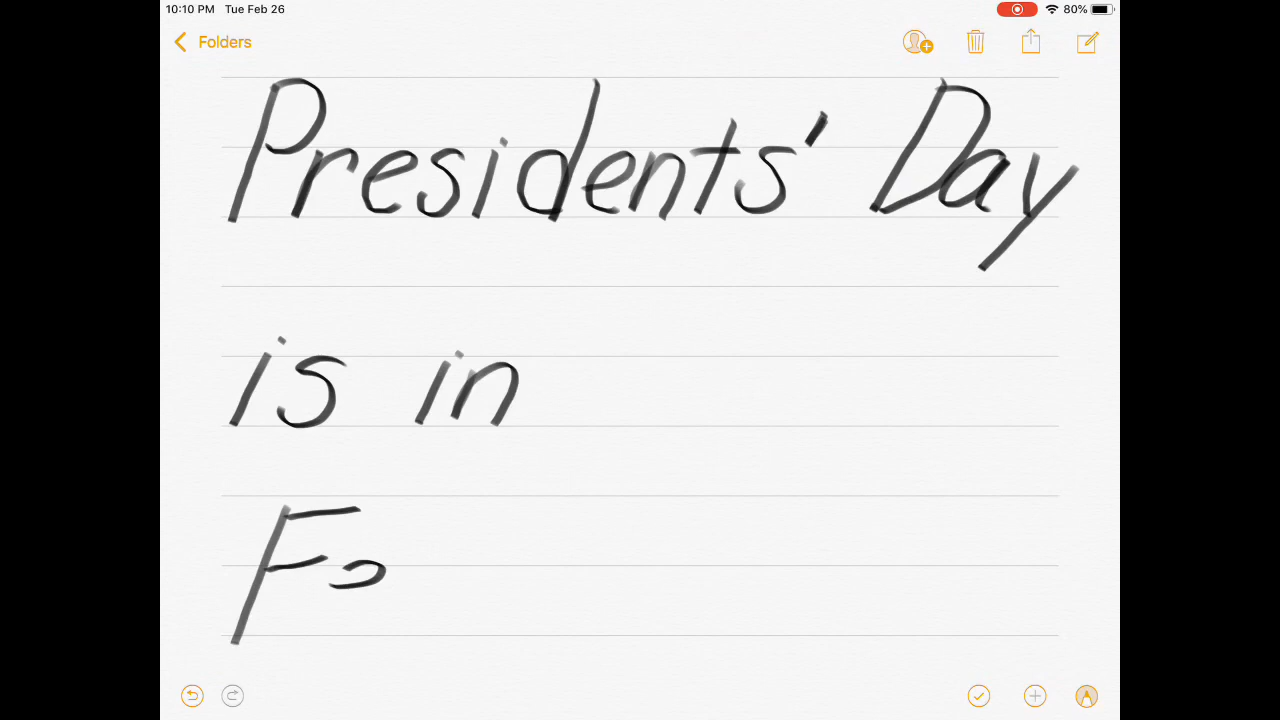 10:10 PM Tue Feb 26
80%
Folders
Presidents' Day
is in
F